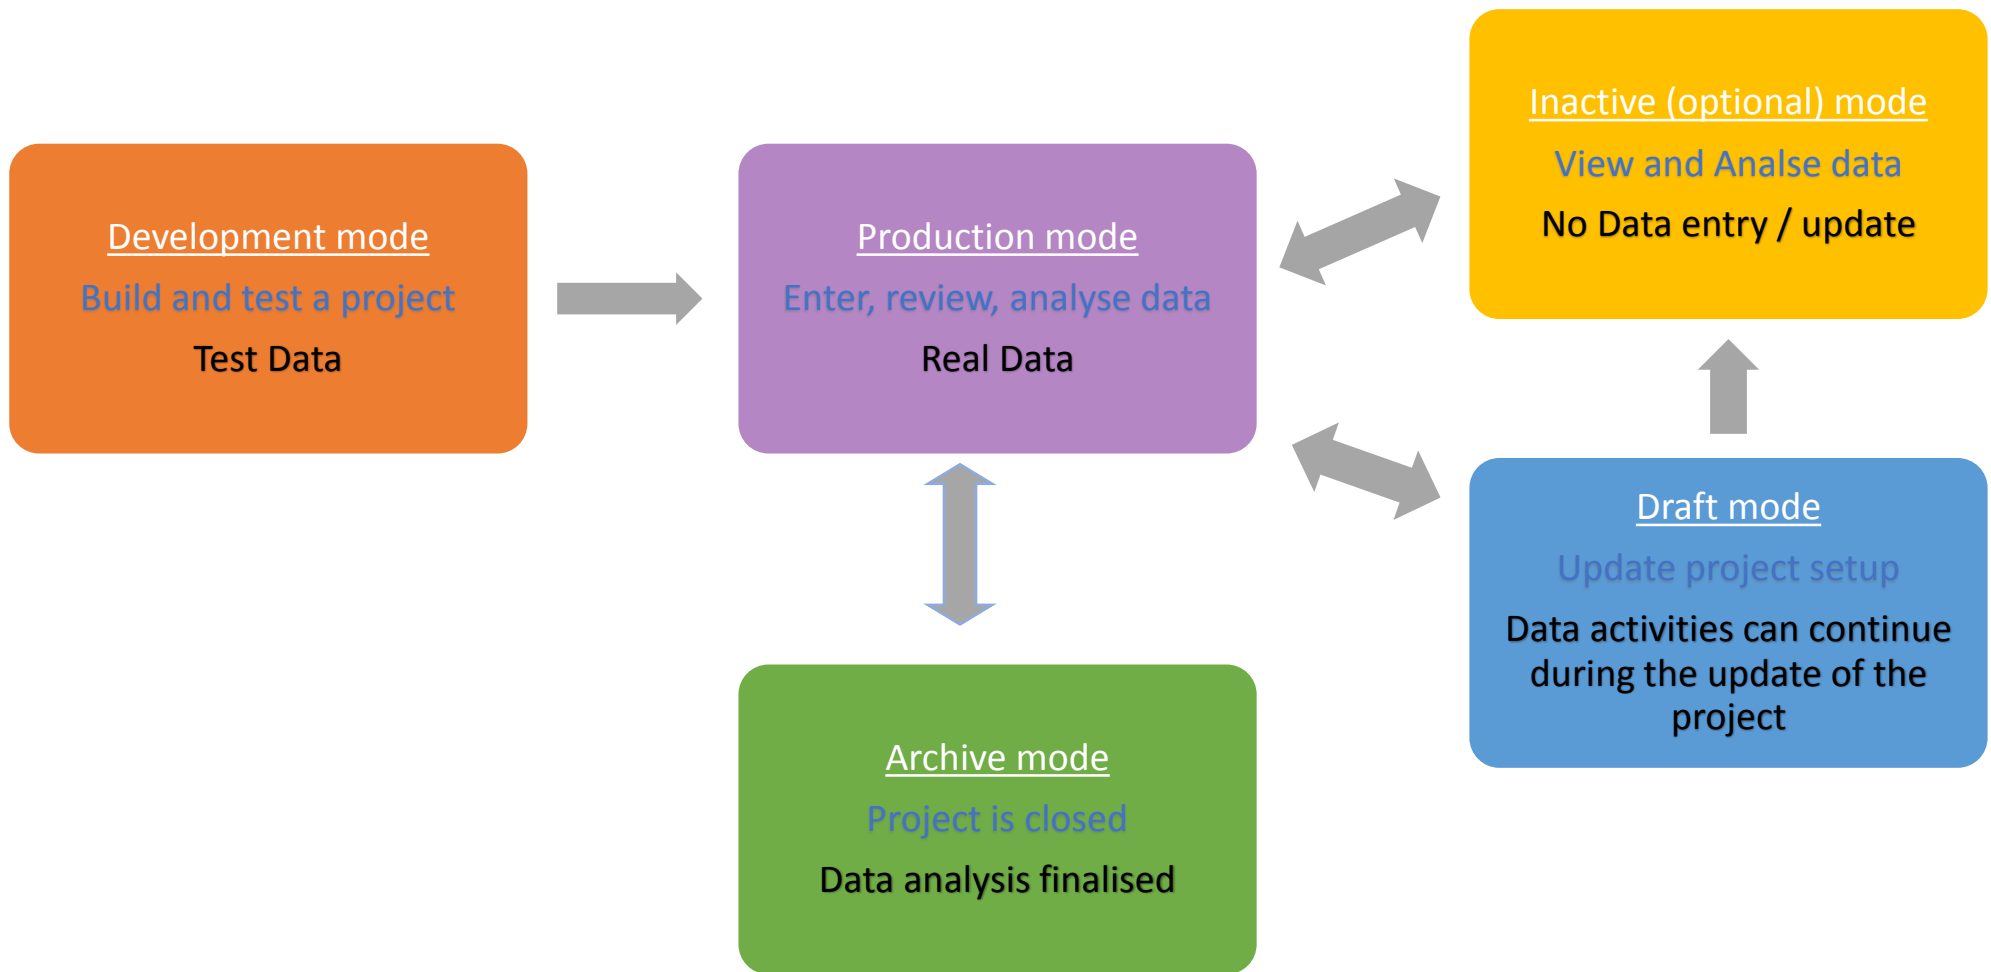 Development mode
Build and test a project
Test Data
Production mode
Enter, review, analyse data
Real Data
Inactive (optional) mode
View and Analse data
No Data entry / update
Draft mode
Update project setup
Data activities can continue
during the update of the
project
Archive mode
Project is closed
Data analysis finalised